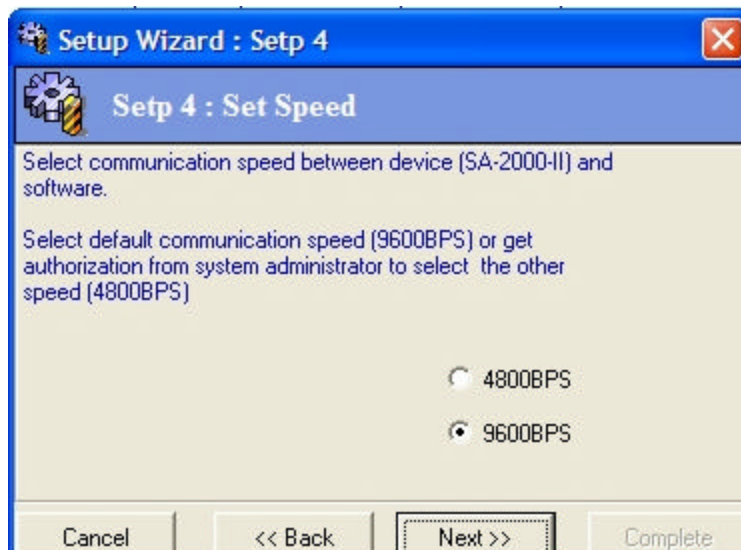 Setup Wizard : Setp 4
Setp 4 : Set Speed
Select communication speed between device (SA-2000-II) and
software.
Select default communication speed (9600BPS) or get
authorization from system administrator to select the other
speed (4800BPS)
4800BPS
9600BPS
Cancel
<< Back
Next >>
Complete